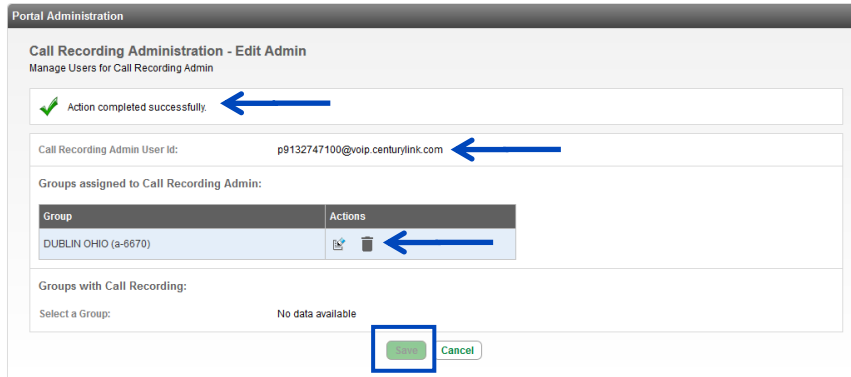 Portal Administration
Call Recording Administration - Edit Admin
Manage Users for Call Recording Admin
Action completed successfully.
Call Recording Admin User Id: p9132747100@voip.centurylink.com
Groups assigned to Call Recording Admin:
Group Actions
DUBLIN OHIO (a-6670)
Groups with Call Recording:
Select a Group: No data available
Save Cancel